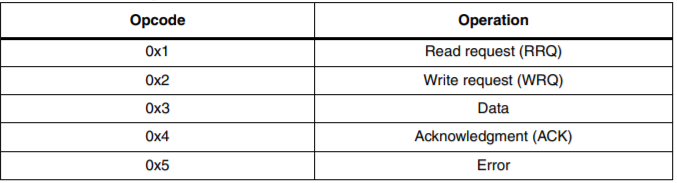 Opcode Operation
0x1 Read request (RRQ)
0x2 Write request (WRQ)
0x3 Data
0x4 Acknowledgment (ACK)
0x5 Error